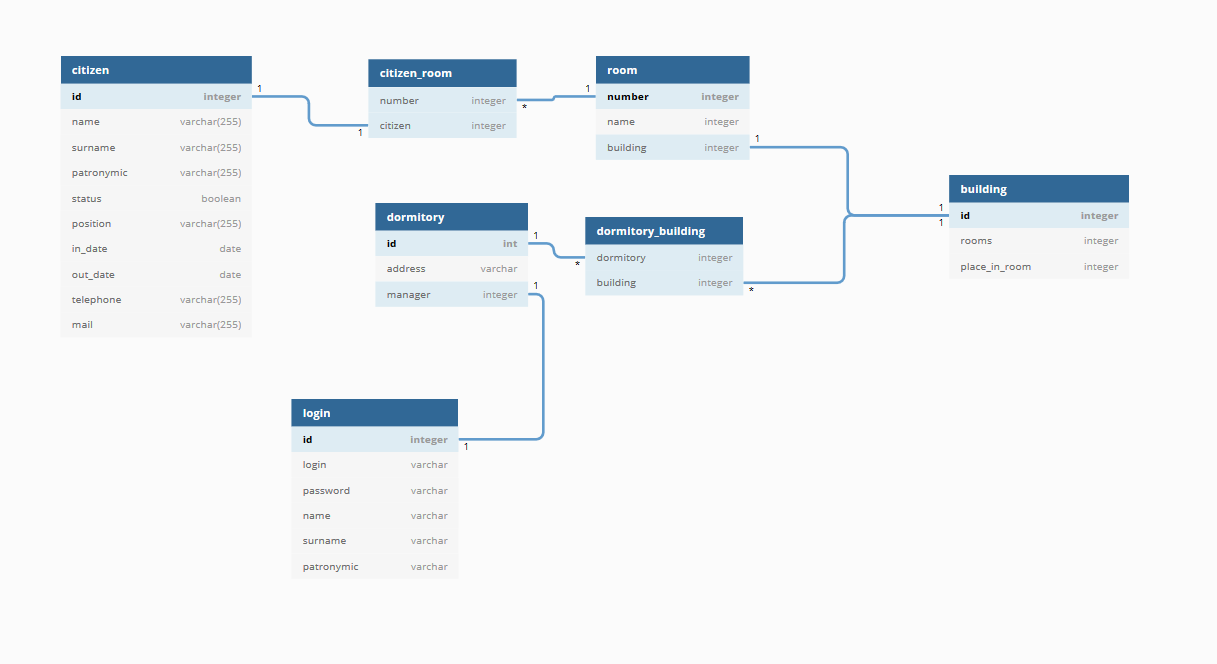 citizen
id integer
name varchar(255)
surname varchar(255)
patronymic varchar(255)
status boolean
position varchar(255)
in_date date
out_date date
telephone varchar(255)
mail varchar(255)
1
1
citizen_room
number integer
citizen integer
*
1
room
number integer
name integer
building integer
1
1
1
building
id integer
rooms integer
place_in_room integer
dormitory
id int
address varchar
manager integer
1
*
1
dormitory_building
dormitory integer
building integer
*
login
id integer
login varchar
password varchar
name varchar
surname varchar
patronymic varchar
1